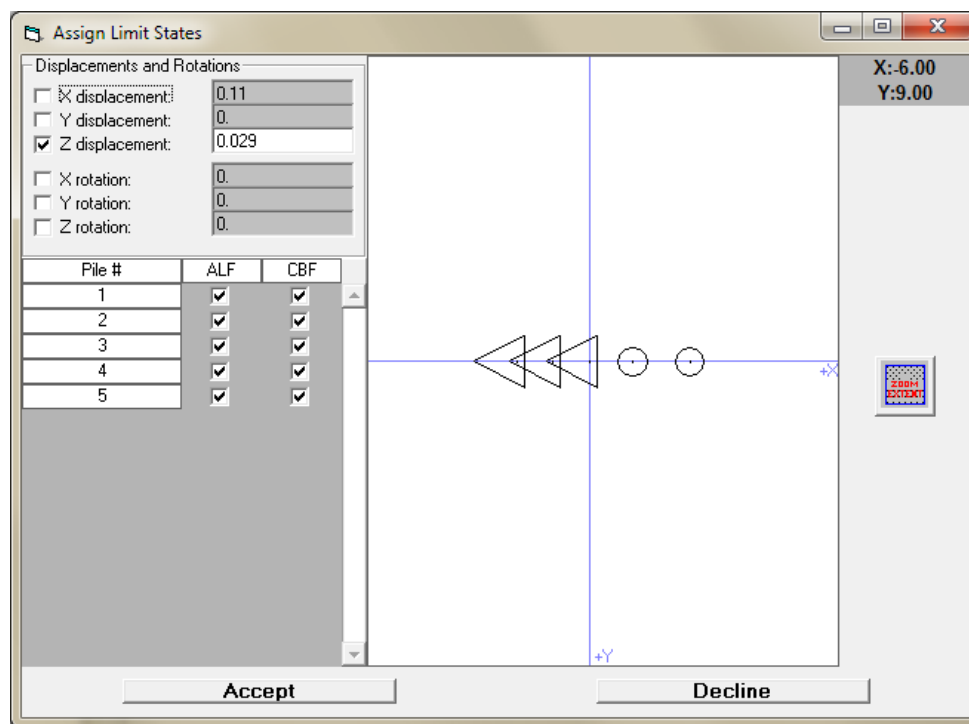 Assign Limit States
Displacements and Rotations
X displacement: 0.11
Y displacement: 0.
Z displacement: 0.029
X rotation: 0.
Y rotation: 0.
Z rotation: 0.
Pile # ALF CBF
1
2
3
4
5
+X
+Y
X:-6.00
Y:9.00
ZOOM
EXTEXT
Accept
Decline